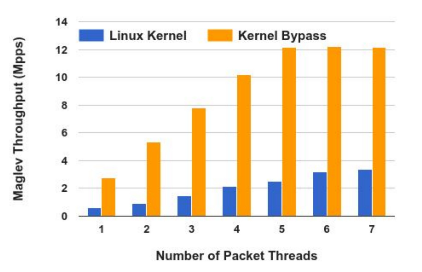 Maglev Throughput (Mpps)
14
12
10
8
6
4
2
0
Linux Kernel Kernel Bypass
1 2 3 4 5 6 7
Number of Packet Threads